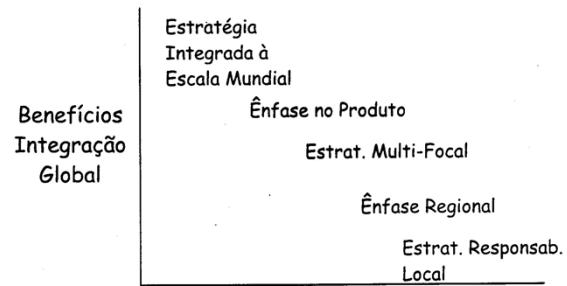 Estratégia
Integrada à
Escala Mundial
Ênfase no Produto
Benefícios
Integração
Global
Estrat. Multi-Focal
Ênfase Regional
Estrat. Responsab.
Local